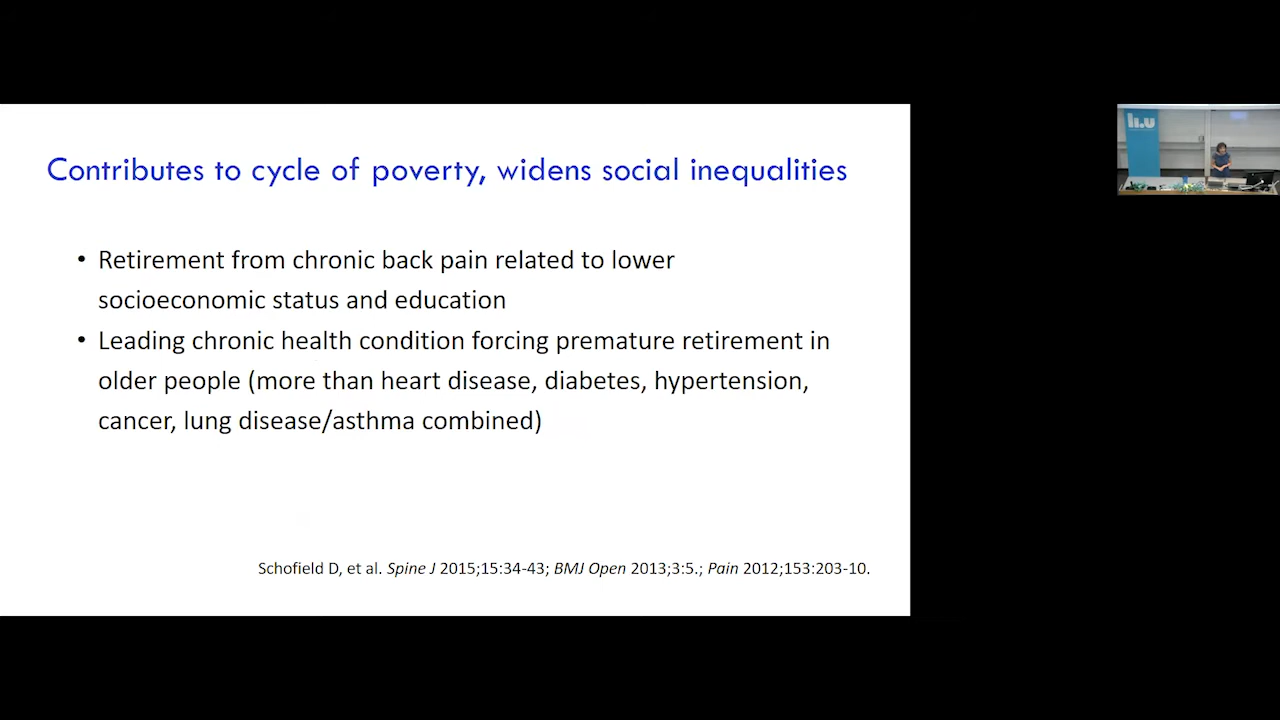 Contributes to cycle of poverty, widens social inequalities
• Retirement from chronic back pain related to lower
socioeconomic status and education
• Leading chronic health condition forcing premature retirement in
older people (more than heart disease, diabetes, hypertension,
cancer, lung disease/asthma combined)
Schofield D, et al. Spine J 2015;15:34-43; BMJ Open 2013;3:5.; Pain 2012;153:203-10.